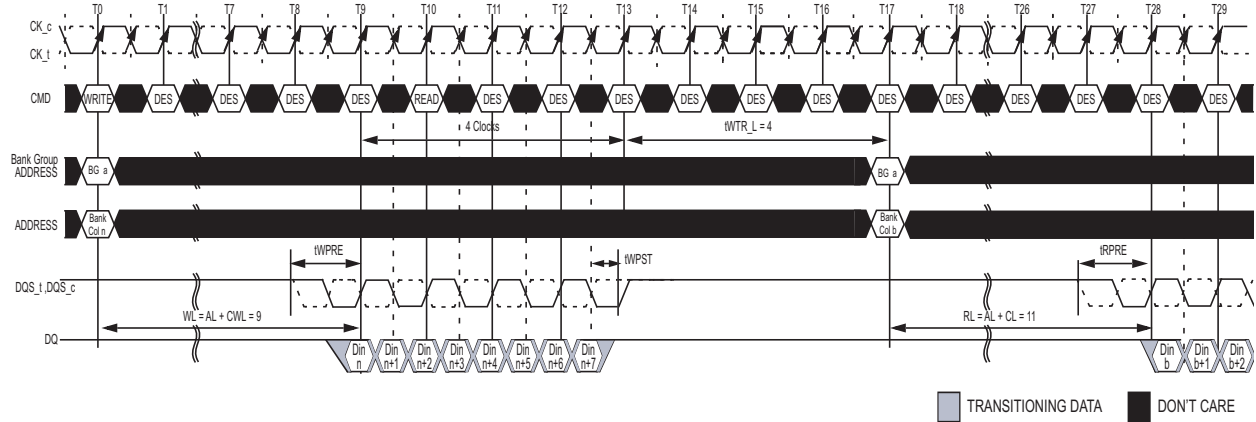 T0 T1 T7 T8 T9 T10 T11 T12 T13 T14 T15 T16 T17 T18 T26 T27 T28 T29
CK_c
CK_t
CMD WRITE DES DES DES DES READ DES DES DES DES DES DES DES DES DES DES DES DES
4 Clocks tWTR_L = 4
Bank Group
ADDRESS BG a BG a
ADDRESS Bank Col n Bank Col b
tWPRE tWPST tRPRE
DQS_t ,DQS_c
WL = AL + CWL = 9 RL = AL + CL = 11
DQ Din n Din n+1 Din n+2 Din n+3 Din n+4 Din n+5 Din n+6 Din n+7 Din b Din b+1 Din b+2
TRANSITIONING DATA DON'T CARE